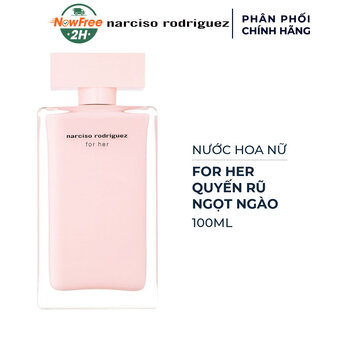 NowFree
2H
narciso rodriguez
PHÂN PHỐI
CHÍNH HÃNG
narciso rodriguez
for her
NƯỚC HOA NỮ
FOR HER
QUYẾN RŨ
NGỌT NGÀO
100ML